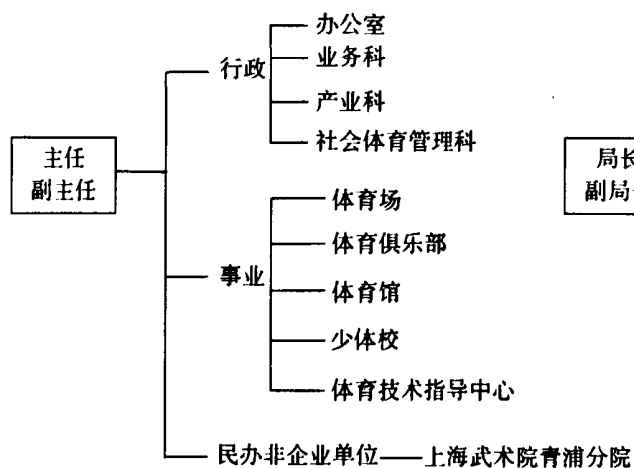 办公室
业务科
行政
产业科
社会体育管理科
主任
副主任
体育场
体育俱乐部
事业
体育馆
少体校
体育技术指导中心
民办非企业单位——上海武术院青浦分院
局长
副局